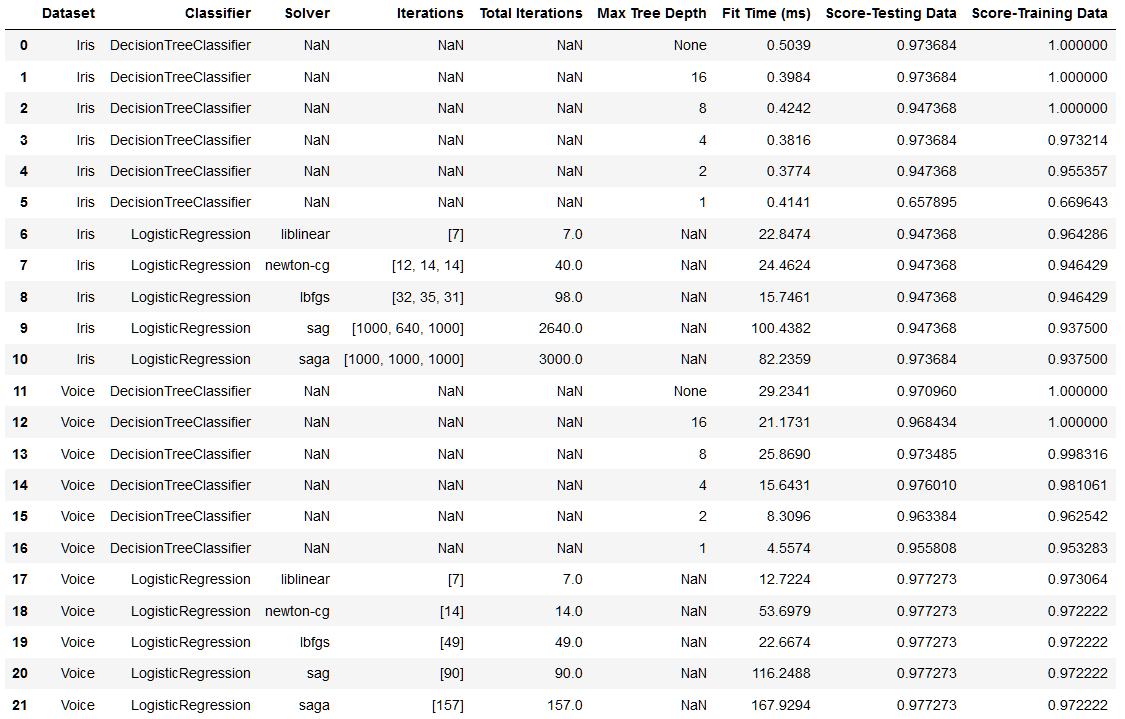 Dataset Classifier Solver Iterations Total Iterations Max Tree Depth Fit Time (ms) Score-Testing Data Score-Training Data
0 Iris DecisionTreeClassifier NaN NaN NaN None 0.5039 0.973684 1.000000
1 Iris DecisionTreeClassifier NaN NaN NaN 16 0.3984 0.973684 1.000000
2 Iris DecisionTreeClassifier NaN NaN NaN 8 0.4242 0.947368 1.000000
3 Iris DecisionTreeClassifier NaN NaN NaN 4 0.3816 0.973684 0.973214
4 Iris DecisionTreeClassifier NaN NaN NaN 2 0.3774 0.947368 0.955357
5 Iris DecisionTreeClassifier NaN NaN NaN 1 0.4141 0.657895 0.669643
6 Iris LogisticRegression liblinear [7] 7.0 NaN 22.8474 0.947368 0.964286
7 Iris LogisticRegression newton-cg [12, 14, 14] 40.0 NaN 24.4624 0.947368 0.946429
8 Iris LogisticRegression lbfgs [32, 35, 31] 98.0 NaN 15.7461 0.947368 0.946429
9 Iris LogisticRegression sag [1000, 640, 1000] 2640.0 NaN 100.4382 0.947368 0.937500
10 Iris LogisticRegression saga [1000, 1000, 1000] 3000.0 NaN 82.2359 0.973684 0.937500
11 Voice DecisionTreeClassifier NaN NaN NaN None 29.2341 0.970960 1.000000
12 Voice DecisionTreeClassifier NaN NaN NaN 16 21.1731 0.968434 1.000000
13 Voice DecisionTreeClassifier NaN NaN NaN 8 25.8690 0.973485 0.998316
14 Voice DecisionTreeClassifier NaN NaN NaN 4 15.6431 0.976010 0.981061
15 Voice DecisionTreeClassifier NaN NaN NaN 2 8.3096 0.963384 0.962542
16 Voice DecisionTreeClassifier NaN NaN NaN 1 4.5574 0.955808 0.953283
17 Voice LogisticRegression liblinear [7] 7.0 NaN 12.7224 0.977273 0.973064
18 Voice LogisticRegression newton-cg [14] 14.0 NaN 53.6979 0.977273 0.972222
19 Voice LogisticRegression lbfgs [49] 49.0 NaN 22.6674 0.977273 0.972222
20 Voice LogisticRegression sag [90] 90.0 NaN 116.2488 0.977273 0.972222
21 Voice LogisticRegression saga [157] 157.0 NaN 167.9294 0.977273 0.972222